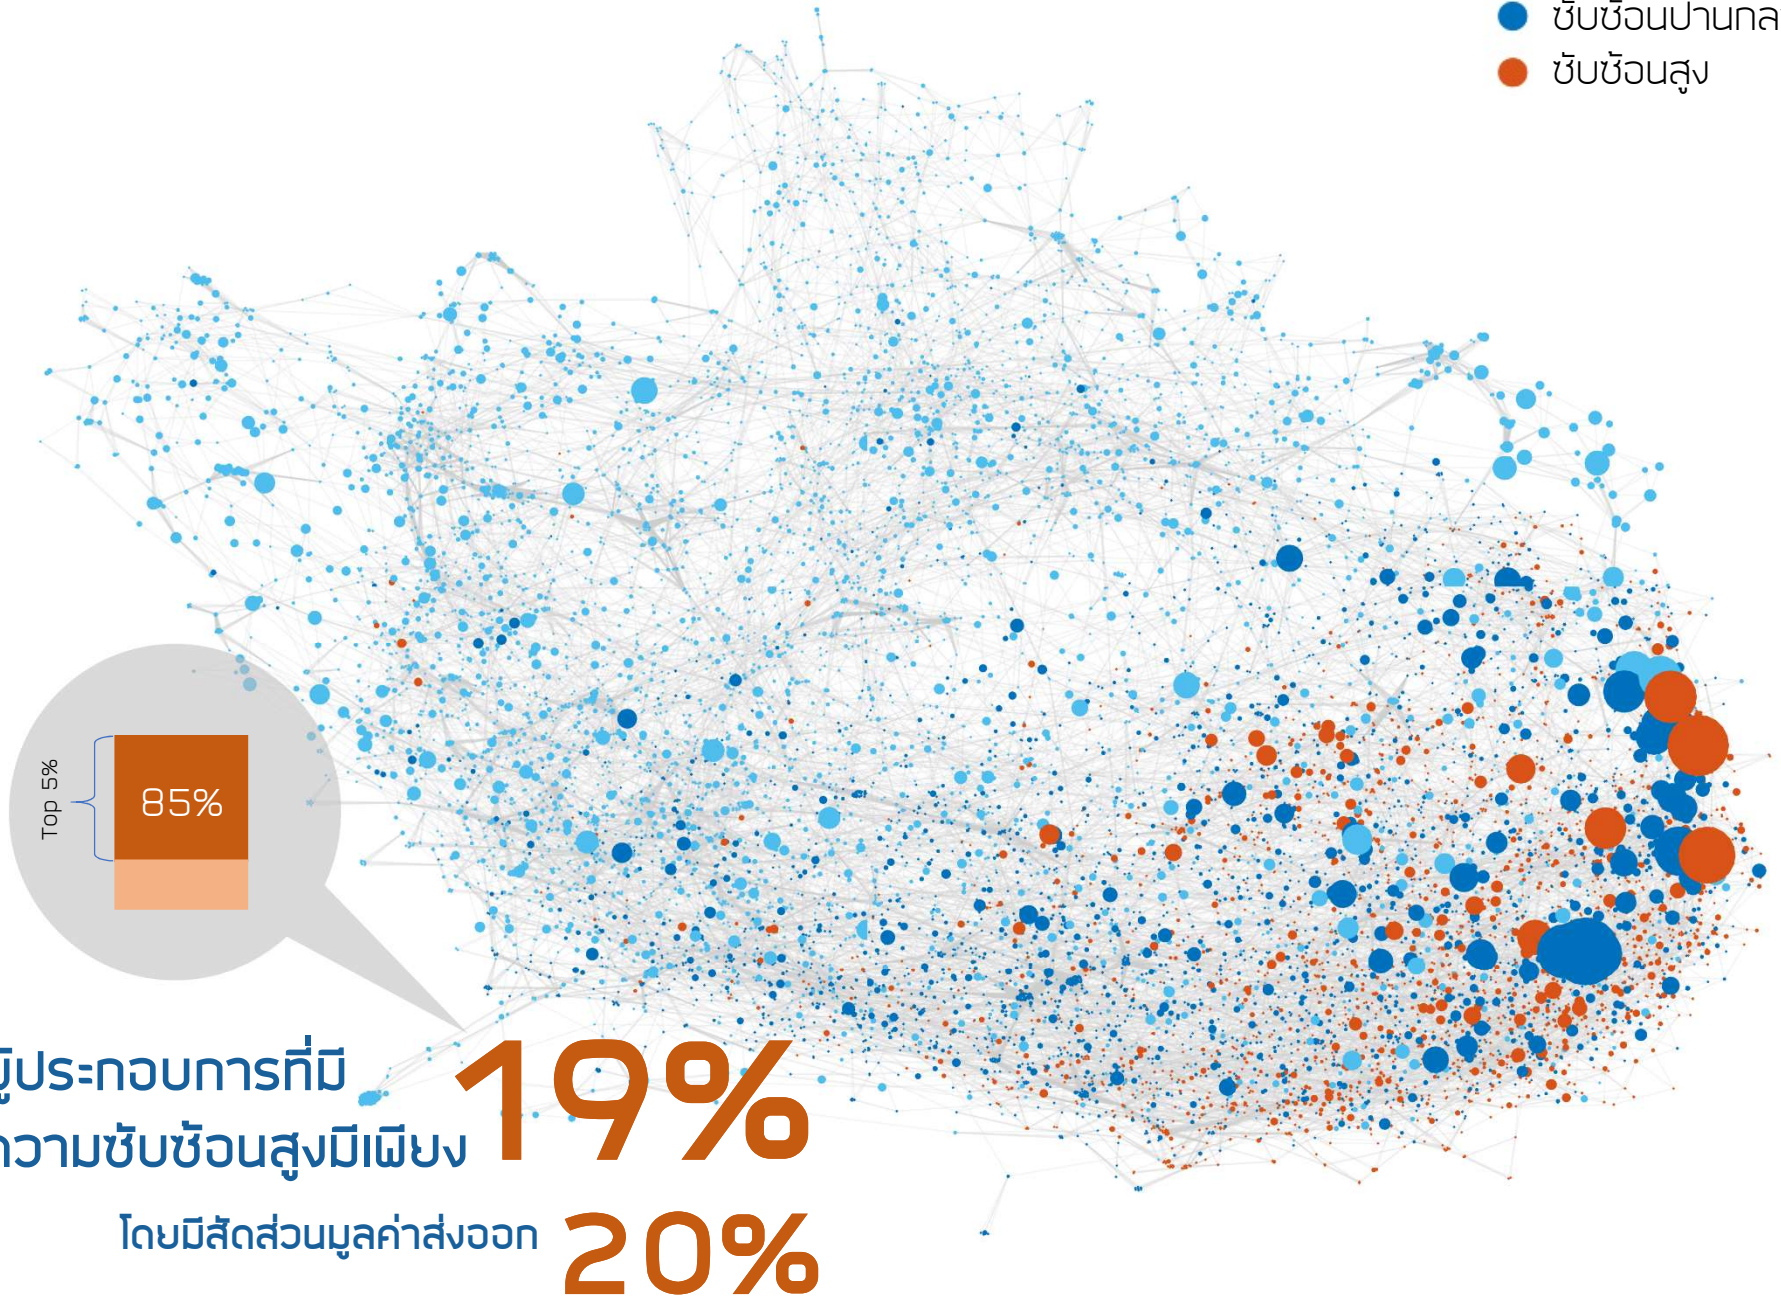 ซับซ้อนปานกล
ซับซ้อนสูง
Top 5%
85%
ผู้ประกอบการที่มี
ความซับซ้อนสูงมีเพียง 19%
โดยมีสัดส่วนมูลค่าส่งออก 20%